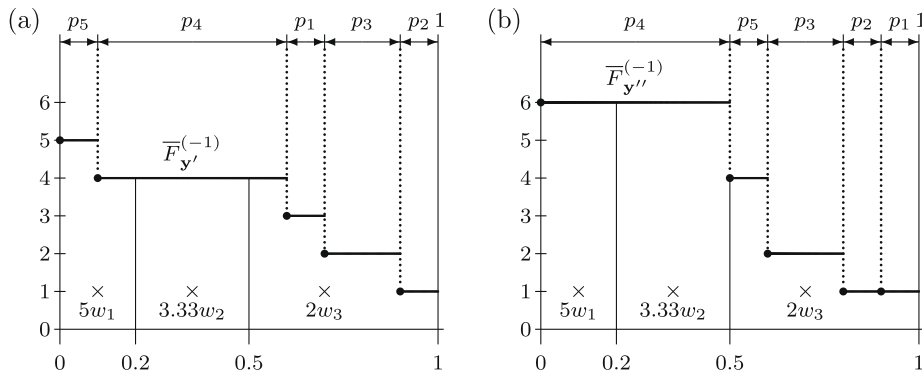 (a) p₅ p₄ p₁ p₃ p₂ 1
F̅_{y′}^{(−1)}
6
5
4
3
2
1
0
× × ×
5w₁ 3.33w₂ 2w₃
0 0.2 0.5 1
(b) p₄ p₅ p₃ p₂ p₁ 1
F̅_{y″}^{(−1)}
6
5
4
3
2
1
0
× × ×
5w₁ 3.33w₂ 2w₃
0 0.2 0.5 1